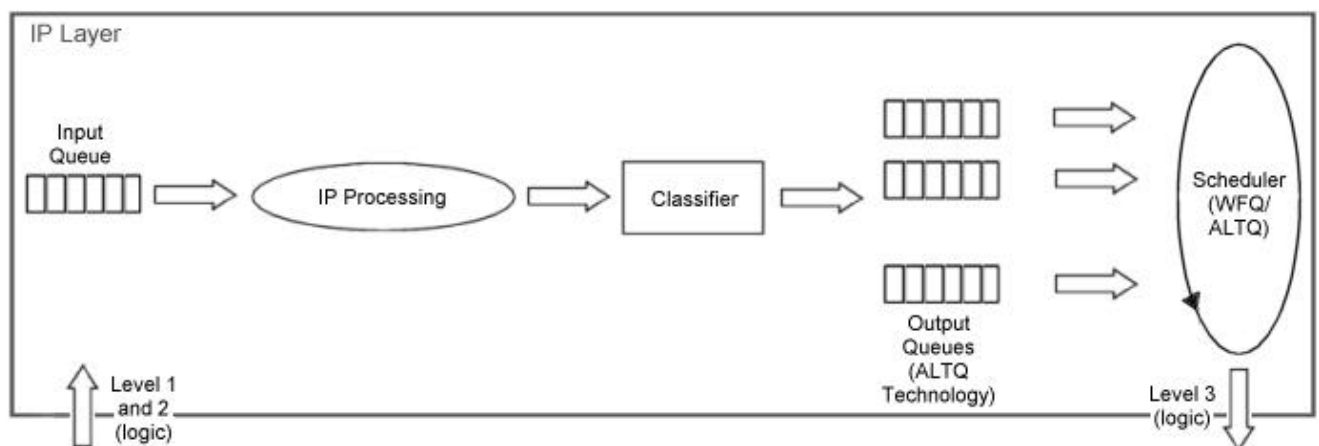 IP Layer
Input
Queue
IP Processing
Classifier
Scheduler
(WFQ/
ALTQ)
Output
Queues
(ALTQ
Technology)
Level 1
and 2
(logic)
Level 3
(logic)